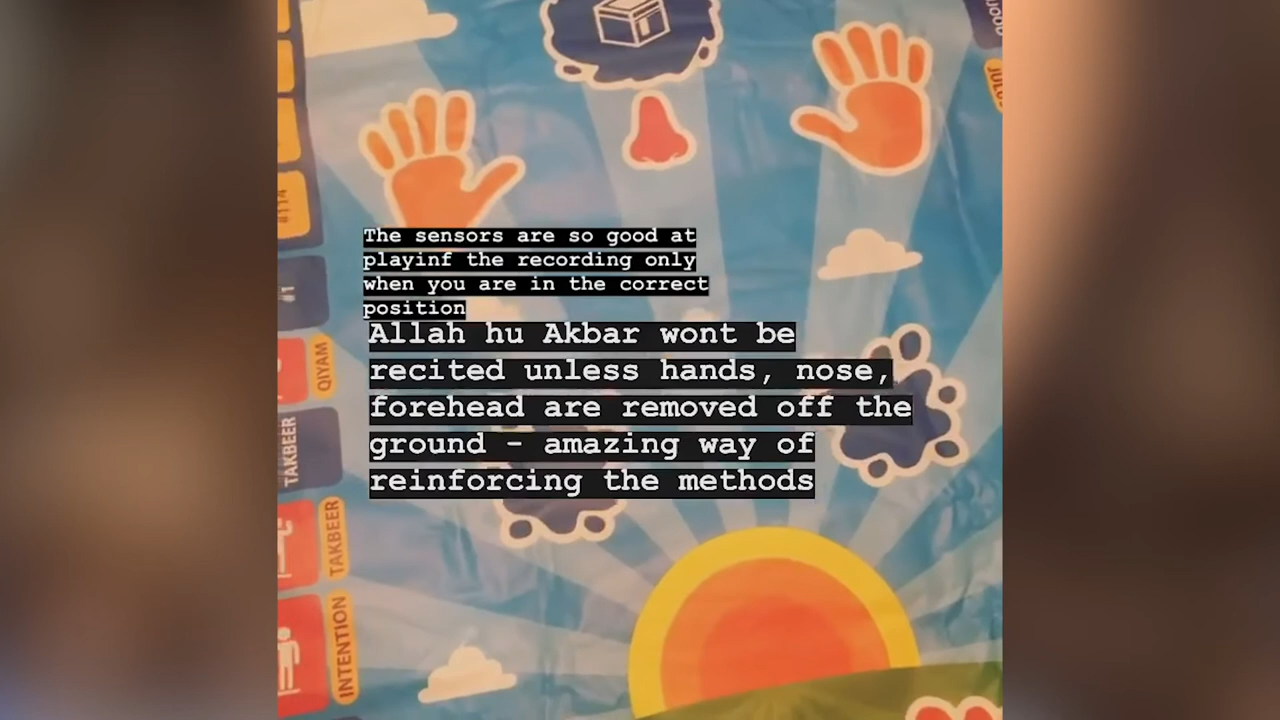 The sensors are so good at
playinf the recording only
when you are in the correct
position
Allah hu Akbar wont be
recited unless hands, nose,
forehead are removed off the
ground - amazing way of
reinforcing the methods
#114
#1
QIYAM
TAKBEER
TAKBEER
INTENTION